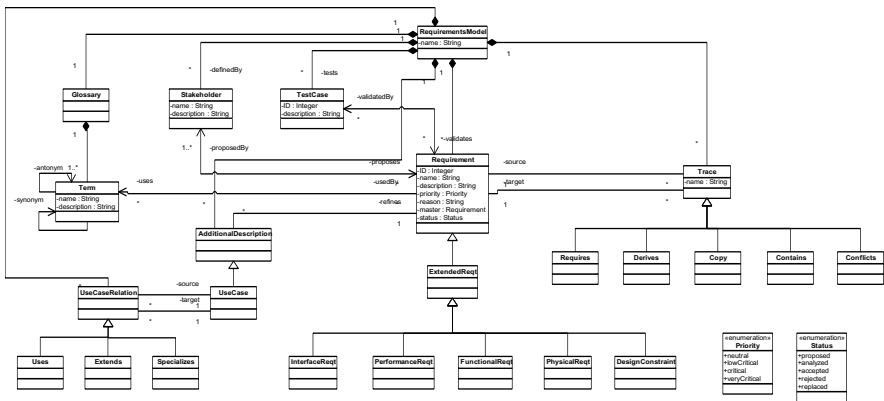 RequirementsModel
-name : String
1
1
1
1
1
1
1
1
* -definedBy
* -tests
Glossary
Stakeholder
-name : String
-description : String
TestCase
-ID : Integer
-description : String
-validatedBy
*
* *-validates
1
1..* -proposedBy
-antonym 1..*
-proposes
-source
*
Requirement
-ID : Integer
-name : String
-description : String
-priority : Priority
-reason : String
-master : Requirement
-status : Status
Trace
-name : String
Term
-name : String
-description : String
-uses
*
-usedBy
-target
1
1
*
*
-synonym
*
*
-refines
1
AdditionalDescription
Requires
Derives
Copy
Contains
Conflicts
ExtendedReqt
*
UseCaseRelation
-source
-target
1
*
*
1
UseCase
Uses
Extends
Specializes
InterfaceReqt
PerformanceReqt
FunctionalReqt
PhysicalReqt
DesignConstraint
«enumeration»
Priority
+neutral
+lowCritical
+critical
+veryCritical
«enumeration»
Status
+proposed
+analyzed
+accepted
+rejected
+replaced